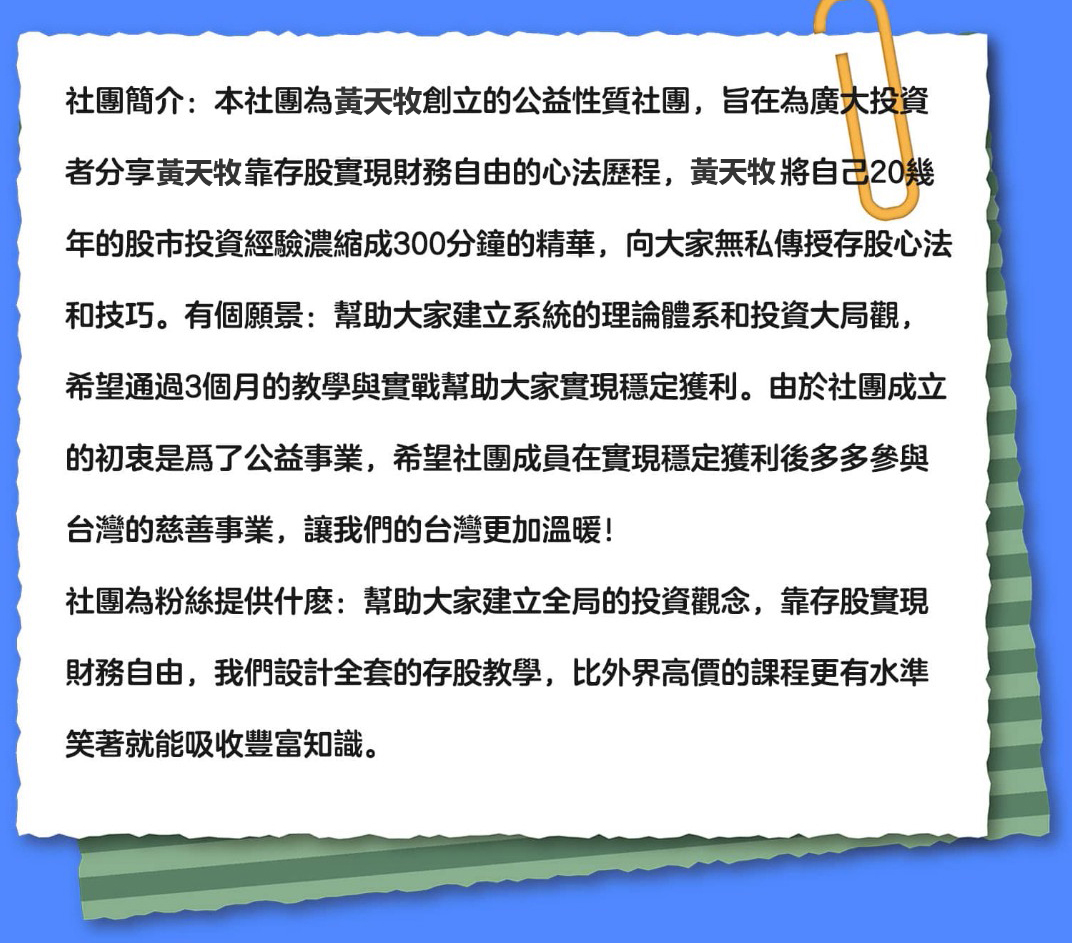 社團簡介：本社團為黃天牧創立的公益性質社團，旨在為廣大投資
者分享黃天牧靠存股實現財務自由的心法歷程，黃天牧將自己20幾
年的股市投資經驗濃縮成300分鐘的精華，向大家無私傳授存股心法
和技巧。有個願景：幫助大家建立系統的理論體系和投資大局觀，
希望通過3個月的教學與實戰幫助大家實現穩定獲利。由於社團成立
的初衷是爲了公益事業，希望社團成員在實現穩定獲利後多多參與
台灣的慈善事業，讓我們的台灣更加溫暖！
社團為粉絲提供什麽：幫助大家建立全局的投資觀念，靠存股實現
財務自由，我們設計全套的存股教學，比外界高價的課程更有水準
笑著就能吸收豐富知識。